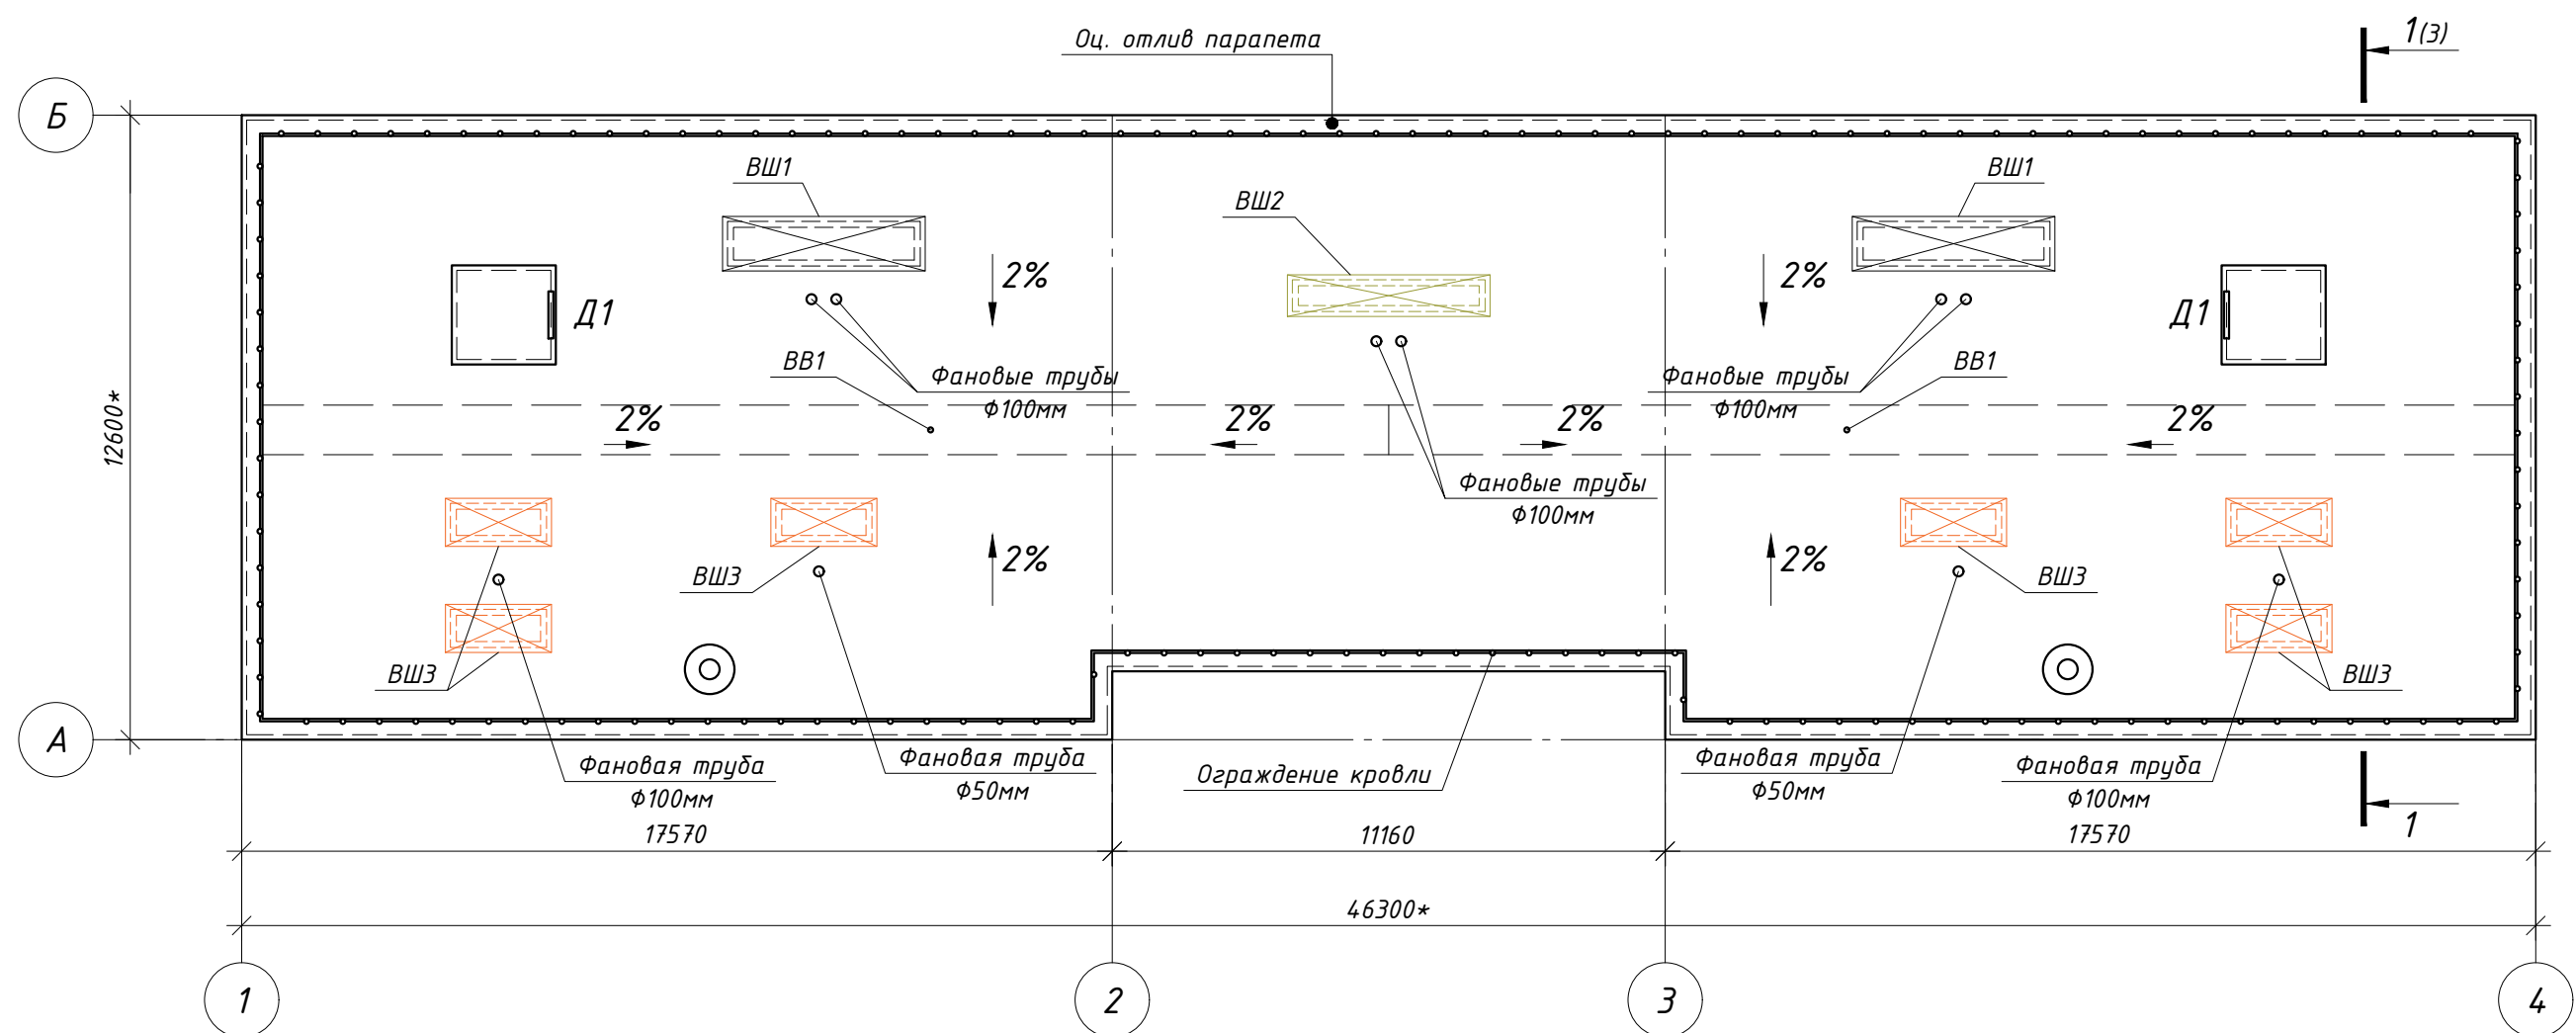 Оц. отлив парапета
1(3)
Б
ВШ1
ВШ1
ВШ2
2%
2%
Д1
Д1
ВВ1
Фановые трубы
Ф100мм
Фановые трубы
Ф100мм
ВВ1
12600*
2%
2%
2%
2%
Фановые трубы
Ф100мм
2%
2%
ВШ3
ВШ3
ВШ3
ВШ3
А
Фановая труба
Ф100мм
Фановая труба
Ф50мм
Ограждение кровли
Фановая труба
Ф50мм
Фановая труба
Ф100мм
1
17570
11160
17570
46300*
1
2
3
4